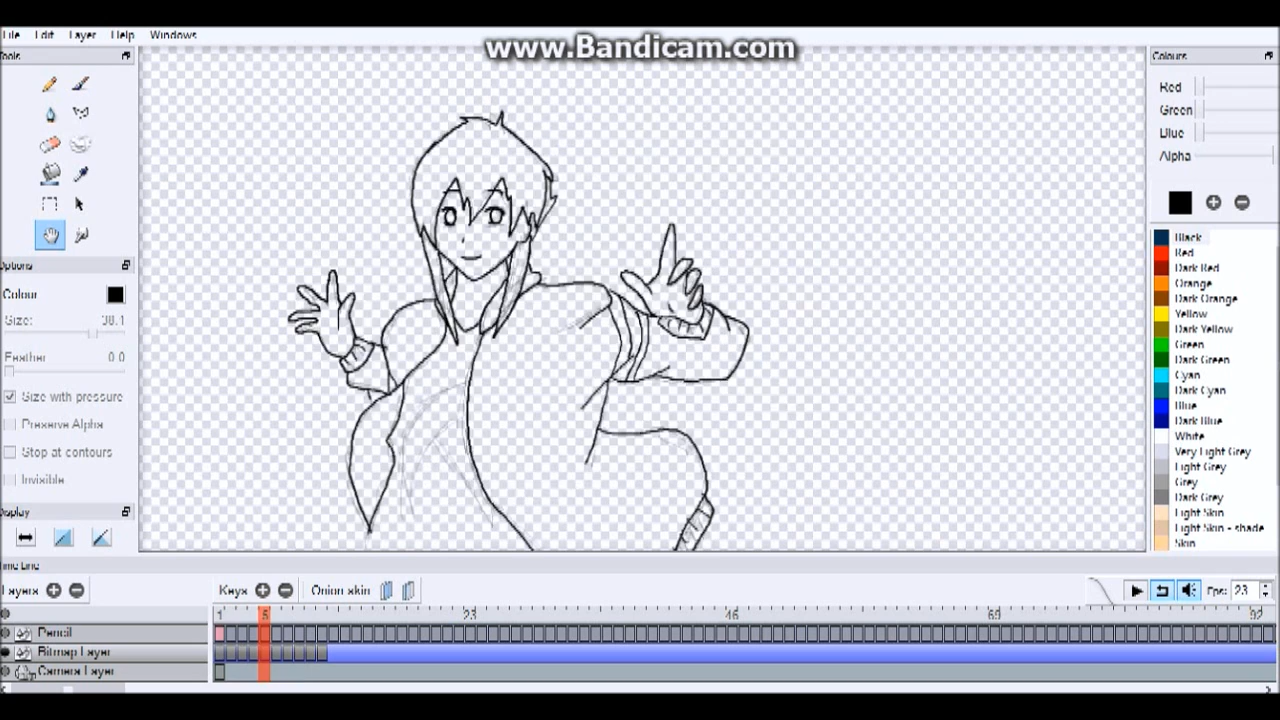 www.Bandicam.com
File Edit Layer Help Windows
Tools
Colours
Red
Green
Blue
Alpha
Options
Colour
Size: 38.1
Feather 0.0
Size with pressure
Preserve Alpha
Stop at contours
Invisible
Display
Black
Red
Dark Red
Orange
Dark Orange
Yellow
Dark Yellow
Green
Dark Green
Cyan
Dark Cyan
Blue
Dark Blue
White
Very Light Grey
Light Grey
Grey
Dark Grey
Light Skin
Light Skin - shade
Skin
Time Line
Layers Keys Onion skin Fps: 23
1 5 23 46 69 92
Pencil
Bitmap Layer
Camera Layer